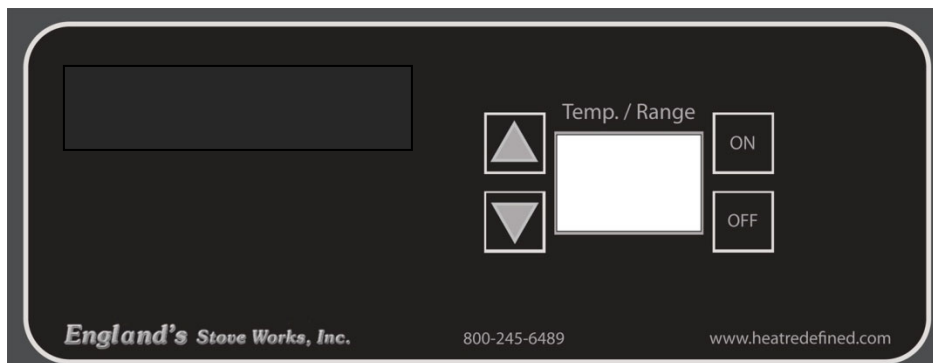 Temp. / Range
ON
OFF
England's Stove Works, Inc.
800-245-6489
www.heatredefined.com